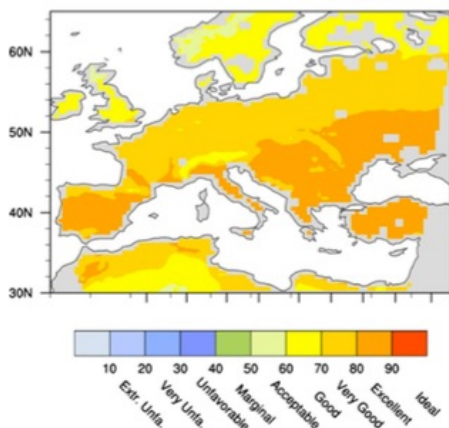 60N
50N
40N
30N
10 20 30 40 50 60 70 80 90
Extr. Unfa.
Very Unfa.
Unfavorable
Marginal
Acceptable
Good
Very Good
Excellent
Ideal